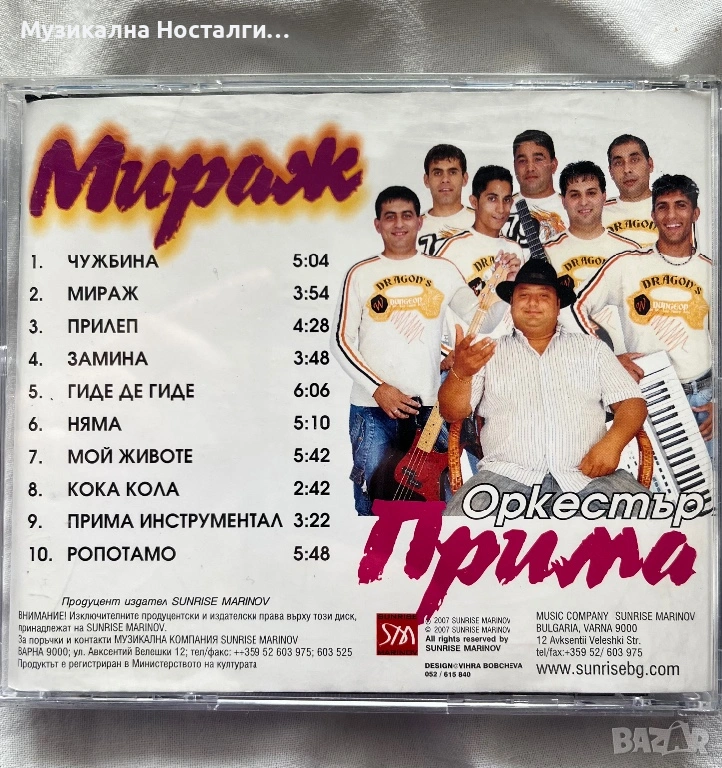 Музикална Носталги...
Мираж
1. ЧУЖБИНА 5:04
2. МИРАЖ 3:54
3. ПРИЛЕП 4:28
4. ЗАМИНА 3:48
5. ГИДЕ ДЕ ГИДЕ 6:06
6. НЯМА 5:10
7. МОЙ ЖИВОТЕ 5:42
8. КОКА КОЛА 2:42
9. ПРИМА ИНСТРУМЕНТАЛ 3:22
10. РОПОТАМО 5:48
DRAGON'S
DUNGEON
DRAGON'S
DRAGON'S
DUNGEON
Оркестър
Прима
Продуцент издател SUNRISE MARINOV
ВНИМАНИЕ! Изключителните продуцентски и издателски права върху този диск,
принадлежат на SUNRISE MARINOV.
За поръчки и контакти МУЗИКАЛНА КОМПАНИЯ SUNRISE MARINOV
ВАРНА 9000; ул. Авксентий Велешки 12; тел/факс: ++359 52 603 975; 603 525
Продуктът е регистриран в Министерството на културата
SM
℗ 2007 SUNRISE MARINOV
© 2007 SUNRISE MARINOV
All rights reserved by
SUNRISE MARINOV
DESIGN©VIHRA BOBCHEVA
052 / 615 840
MUSIC COMPANY SUNRISE MARINOV
BULGARIA, VARNA 9000
12 Avksentii Veleshki Str.
tel/fax:+359 52/ 603 975
www.sunrisebg.com
BAZAR